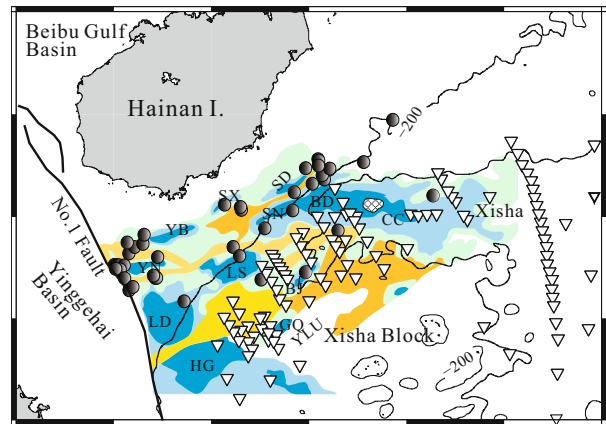 Beibu Gulf
Basin
Hainan I.
-200
SD
SX
BD
SN
CC
Xisha
YB
No.1 Fault
Yinggehai
Basin
LS
BJ
LD
GQ
YLU
Xisha Block
HG
-200